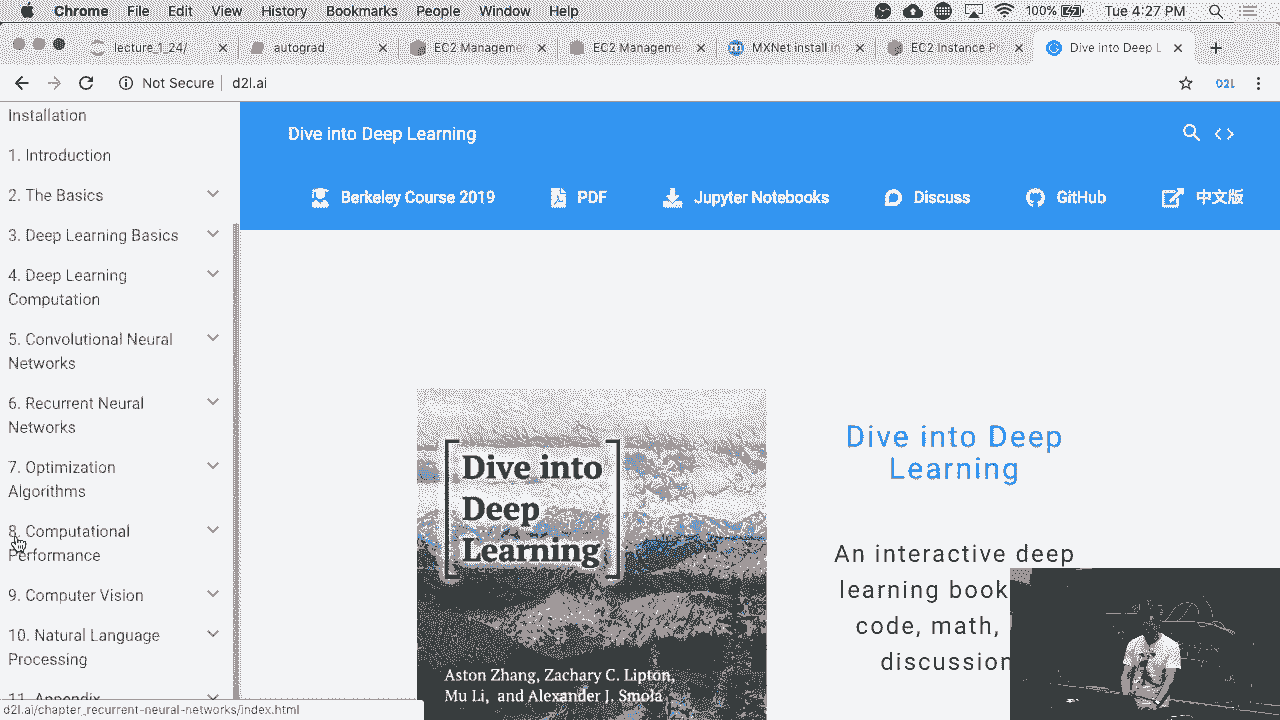 Chrome File Edit View History Bookmarks People Window Help 100% Tue 4:27 PM
lecture_1_24/ autograd EC2 Manageme EC2 Manageme MXNet install in EC2 Instance P Dive into Deep L
Not Secure d2l.ai D2L
Installation
1. Introduction
2. The Basics
3. Deep Learning Basics
4. Deep Learning
Computation
5. Convolutional Neural
Networks
6. Recurrent Neural
Networks
7. Optimization
Algorithms
8. Computational
Performance
9. Computer Vision
10. Natural Language
Processing
11. Appendix
d2l.ai/chapter_recurrent-neural-networks/index.html
Dive into Deep Learning
Berkeley Course 2019 PDF Jupyter Notebooks Discuss GitHub 中文版
Dive into
Deep
Learning
Aston Zhang, Zachary C. Lipton,
Mu Li, and Alexander J. Smola
Dive into Deep
Learning
An interactive deep
learning book
code, math,
discussion